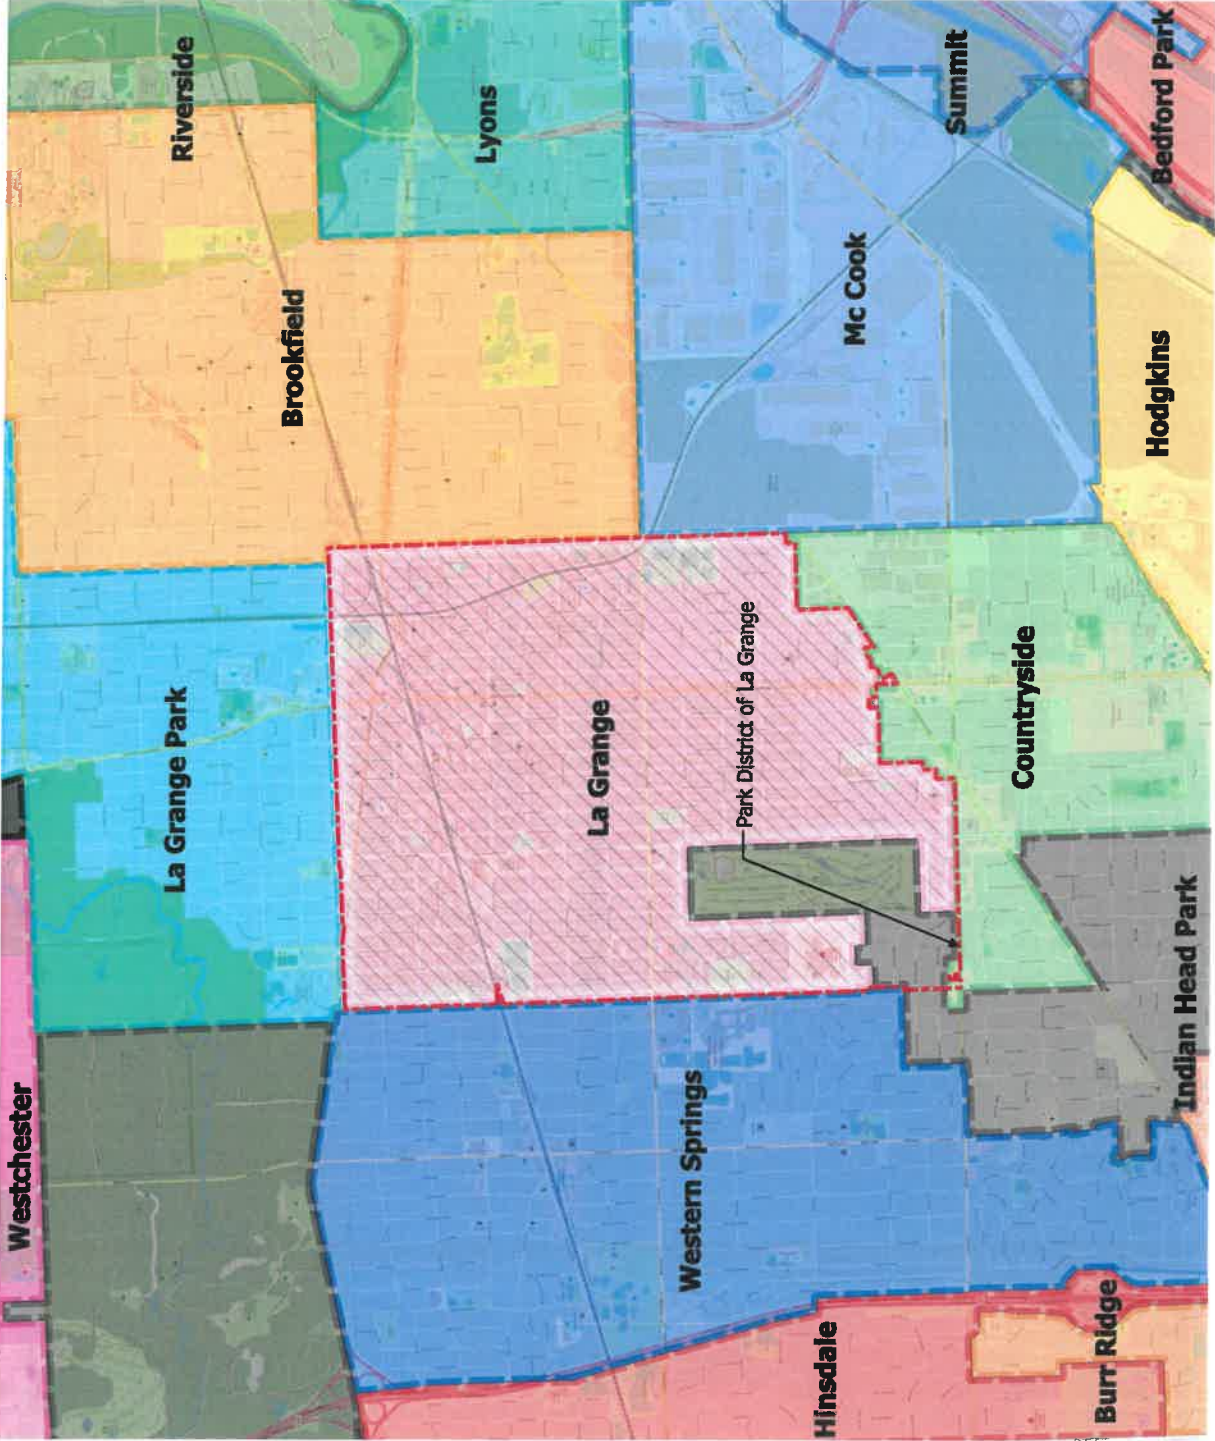 Westchester
La Grange Park
Brookfield
Riverside
Lyons
Western Springs
La Grange
Park District of La Grange
Mc Cook
Summit
Bedford Park
Hinsdale
Burr Ridge
Indian Head Park
Countryside
Hodgkins